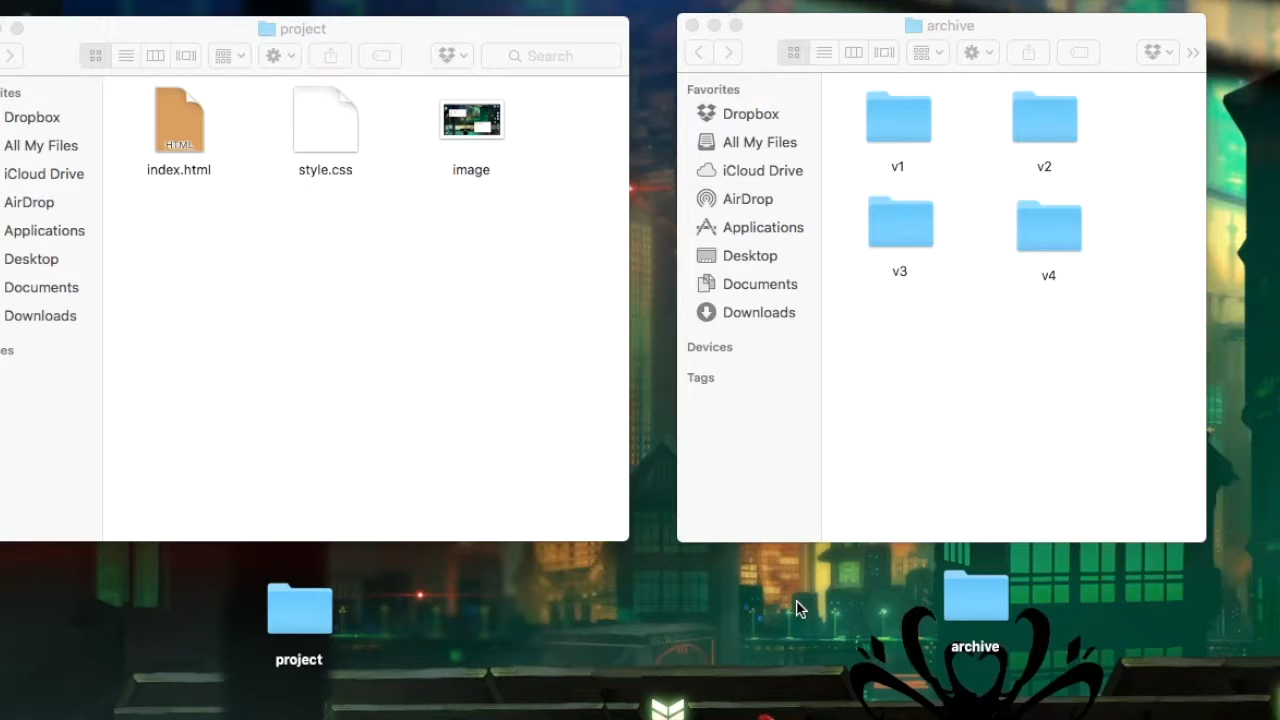 project
Search
ites
Dropbox
All My Files
iCloud Drive
AirDrop
Applications
Desktop
Documents
Downloads
es
HTML
index.html
style.css
image
archive
Favorites
Dropbox
All My Files
iCloud Drive
AirDrop
Applications
Desktop
Documents
Downloads
Devices
Tags
v1
v2
v3
v4
project
archive